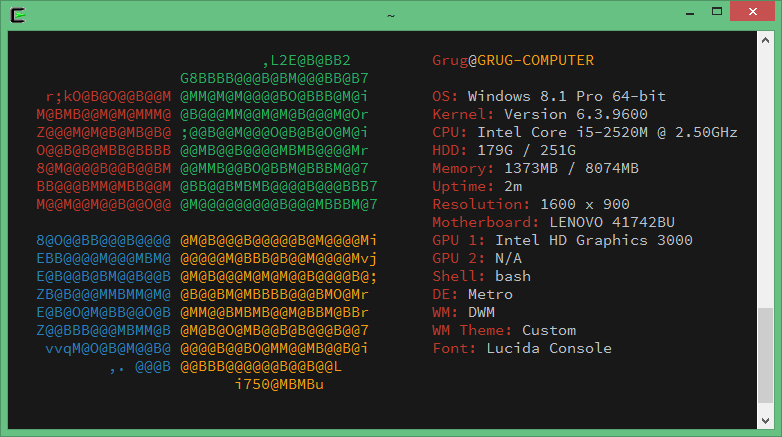 ~
,L2E@B@BB2 Grug@GRUG-COMPUTER
G8BBBB@@@B@BM@@@BB@B7
r;kO@B@O@@B@@M @MM@M@M@@@@BO@BBB@M@i OS: Windows 8.1 Pro 64-bit
M@BMB@@M@M@MMM@ @B@@@MM@@M@M@B@@@M@Or Kernel: Version 6.3.9600
Z@@@M@M@B@MB@B@ ;@@B@@M@@@O@B@B@O@M@i CPU: Intel Core i5-2520M @ 2.50GHz
O@@B@B@MBB@BBBB @@MB@@B@@@@MBMB@@@@Mr HDD: 179G / 251G
8@M@@@@B@@B@@BM @@MMB@@BO@BBM@BBBM@@7 Memory: 1373MB / 8074MB
BB@@@BMM@MBB@@M @BB@@BMBMB@@@@B@@@BBB7 Uptime: 2m
M@@M@@M@@B@@O@@ @M@@@@@@@@@B@@@MBBBM@7 Resolution: 1600 x 900
Motherboard: LENOVO 41742BU
8@O@@BB@@@B@@@@ @M@B@@@B@@@@@B@M@@@@Mi GPU 1: Intel HD Graphics 3000
EBB@@@@M@@@MBM@ @@@@@M@BBB@B@@M@@@@Mvj GPU 2: N/A
E@B@@B@BM@@B@@B @M@B@@@M@M@M@@B@@@@B@; Shell: bash
ZB@B@@@MMBMM@M@ B@@BM@MBBBB@@@BMO@Mr DE: Metro
E@B@O@M@BB@@O@B @MM@@BMBMB@@M@BBM@BBr WM: DWM
Z@@BBB@@@MBMM@B @M@B@O@MB@@B@B@@@B@@7 WM Theme: Custom
vvqM@O@B@M@@B@ @@@@B@@BO@MM@@MB@@B@i Font: Lucida Console
,. @@@B @@BBB@@@@@@B@@B@@L
i750@MBMBu